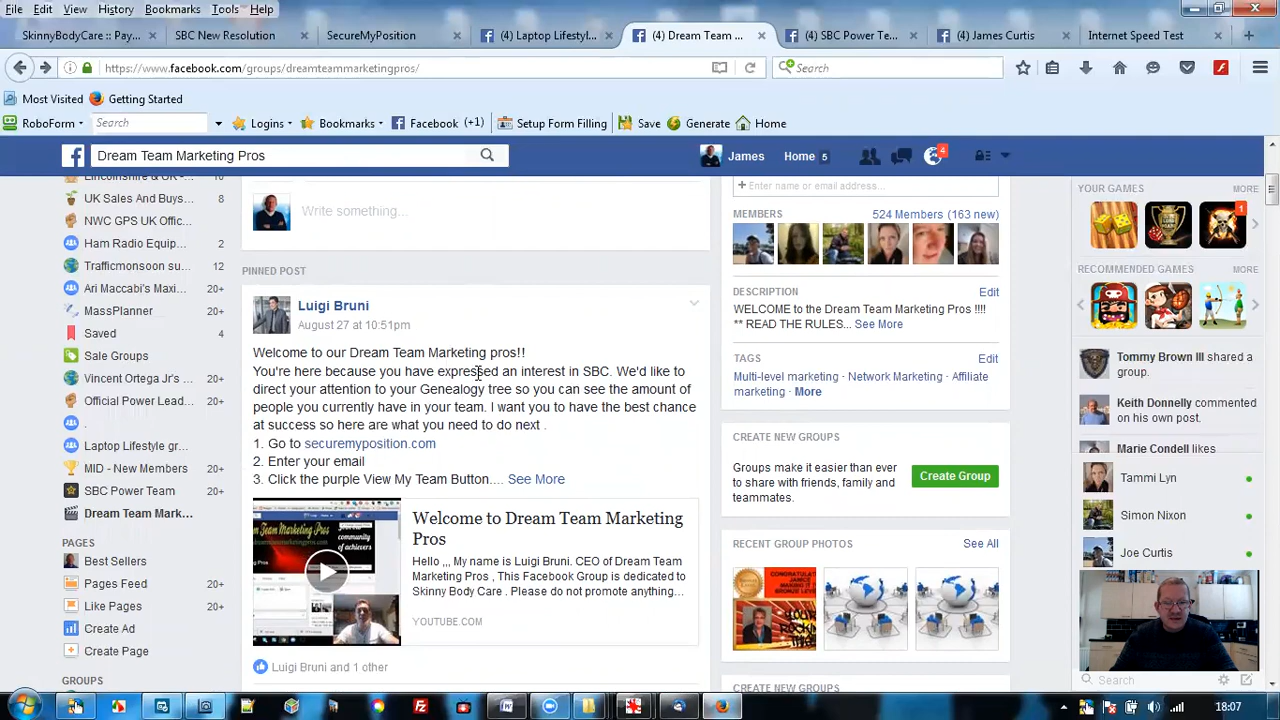 File Edit View History Bookmarks Tools Help
SkinnyBodyCare :: Pay...
SBC New Resolution
SecureMyPosition
(4) Laptop Lifestyl...
(4) Dream Team ...
(4) SBC Power Te...
(4) James Curtis
Internet Speed Test
https://www.facebook.com/groups/dreamteammarketingpros/
Search
Most Visited Getting Started
RoboForm Search Logins Bookmarks Facebook (+1) Setup Form Filling Save Generate Home
Dream Team Marketing Pros
James Home 5
4
UK Sales And Buys... 8
NWC GPS UK Offic...
Ham Radio Equip... 2
Trafficmonsoon su... 12
Ari Maccabi's Maxi...
MassPlanner 20+
Saved 20+
Sale Groups 20+
Vincent Ortega Jr's ... 20+
Official Power Lead... 20+
20+
Laptop Lifestyle gr... 20+
MID - New Members 20+
SBC Power Team 20+
Dream Team Mark...
PAGES
Best Sellers
Pages Feed 20+
Like Pages 20+
Create Ad
Create Page
GROUPS
Write something...
PINNED POST
Luigi Bruni
August 27 at 10:51pm
Welcome to our Dream Team Marketing pros!!
You're here because you have expressed an interest in SBC. We'd like to
direct your attention to your Genealogy tree so you can see the amount of
people you currently have in your team. I want you to have the best chance
at success so here are what you need to do next .
1. Go to securemyposition.com
2. Enter your email
3. Click the purple View My Team Button.... See More
Welcome to Dream Team Marketing
Pros
Hello ,,, My name is Luigi Bruni. CEO of Dream Team
Marketing Pros , This Facebook Group is dedicated to
Skinny Body Care . Please do not promote anything...
YOUTUBE.COM
Luigi Bruni and 1 other
+ Enter name or email address...
MEMBERS 524 Members (163 new)
DESCRIPTION Edit
WELCOME to the Dream Team Marketing Pros !!!!
** READ THE RULES... See More
TAGS Edit
Multi-level marketing · Network Marketing · Affiliate
marketing · More
CREATE NEW GROUPS
Groups make it easier than ever
to share with friends, family and
teammates.
Create Group
RECENT GROUP PHOTOS See All
CREATE NEW GROUPS
YOUR GAMES MORE
1
RECOMMENDED GAMES MORE
Tommy Brown III shared a
group.
Keith Donnelly commented
on his own post.
Marie Condell likes
Tammi Lyn
Simon Nixon
Joe Curtis
Search
18:07